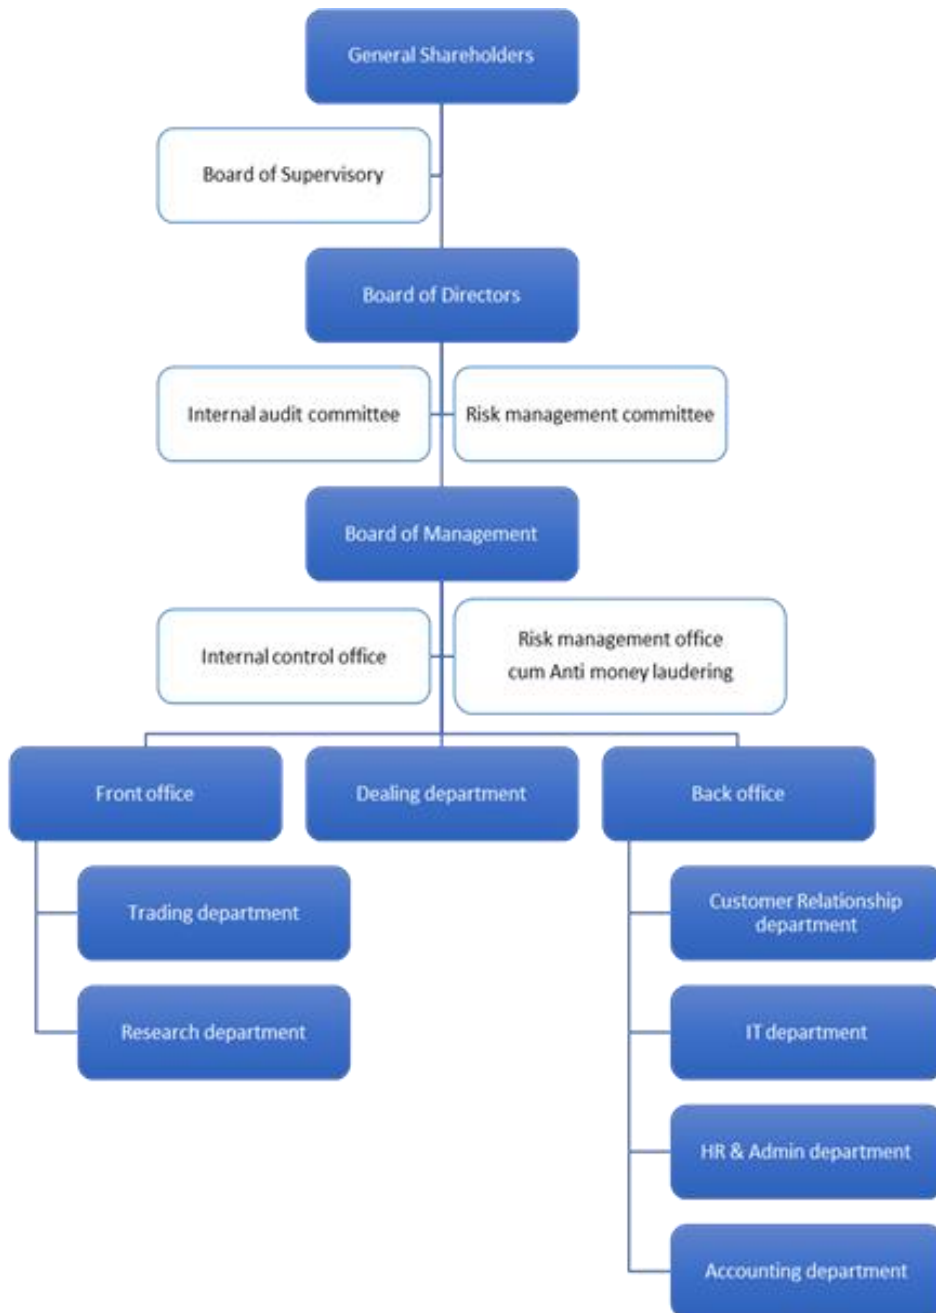 General Shareholders
Board of Supervisory
Board of Directors
Internal audit committee
Risk management committee
Board of Management
Internal control office
Risk management office
cum Anti money laudering
Front office
Dealing department
Back office
Trading department
Research department
Customer Relationship
department
IT department
HR & Admin department
Accounting department